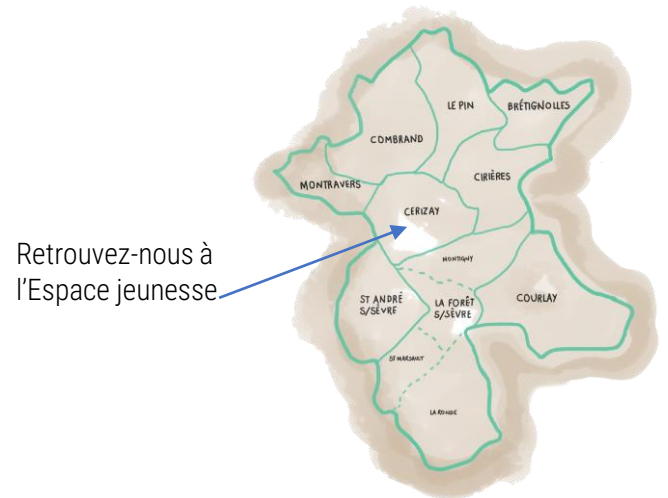 LE PIN
BRÉTIGNOLLES
COMBRAND
CIRIÈRES
MONTRAVERS
CERIZAY
Retrouvez-nous à
l'Espace jeunesse
MONTIGNY
ST ANDRÉ
S/SÈVRE
LA FORÊT
S/SÈVRE
COURLAY
ST MARSAULT
LA RONDE